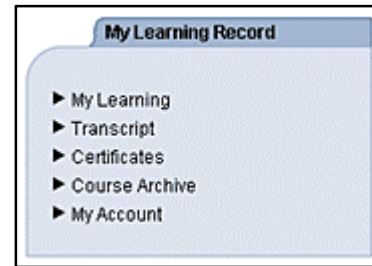 My Learning Record
My Learning
Transcript
Certificates
Course Archive
My Account